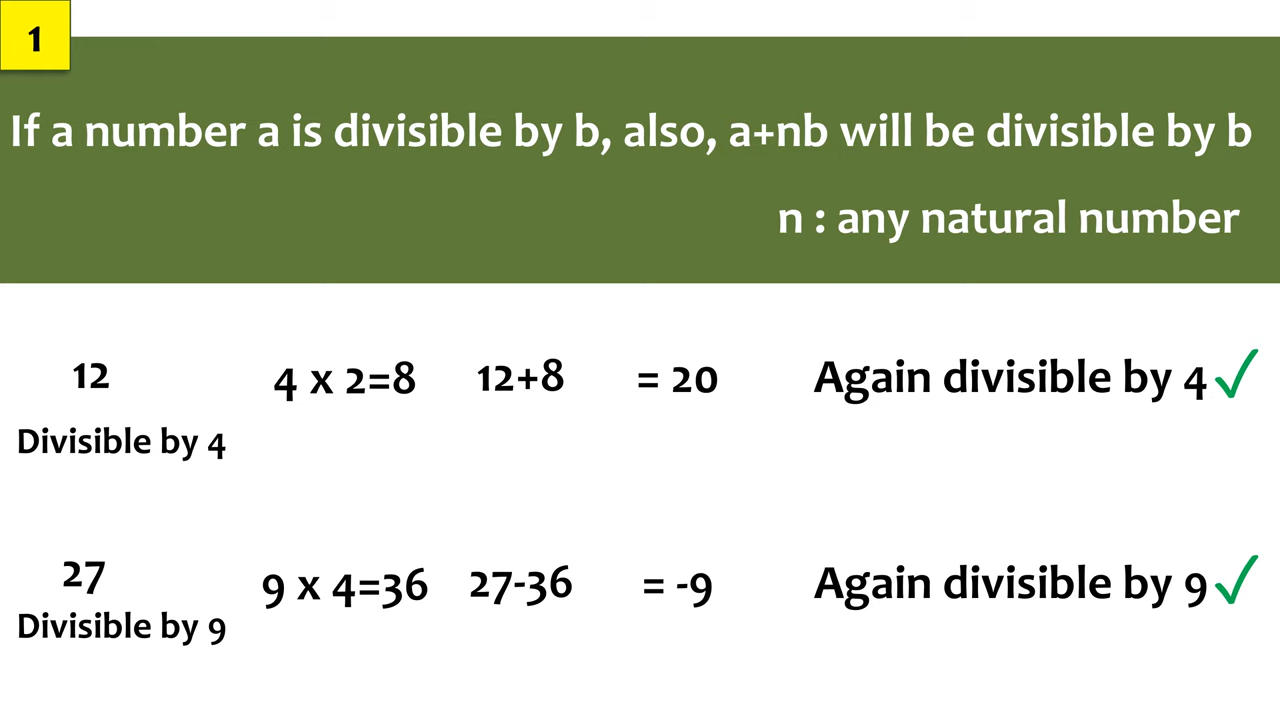 1
If a number a is divisible by b, also, a+nb will be divisible by b
n : any natural number
12 4 x 2=8 12+8 = 20 Again divisible by 4✓
Divisible by 4
27 9 x 4=36 27-36 = -9 Again divisible by 9✓
Divisible by 9